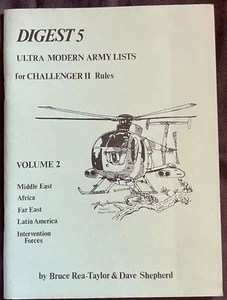 DIGEST 5
ULTRA MODERN ARMY LISTS
for CHALLENGER II Rules
VOLUME 2
Middle East
Africa
Far East
Latin America
Intervention
Forces
by Bruce Rea-Taylor & Dave Shepherd